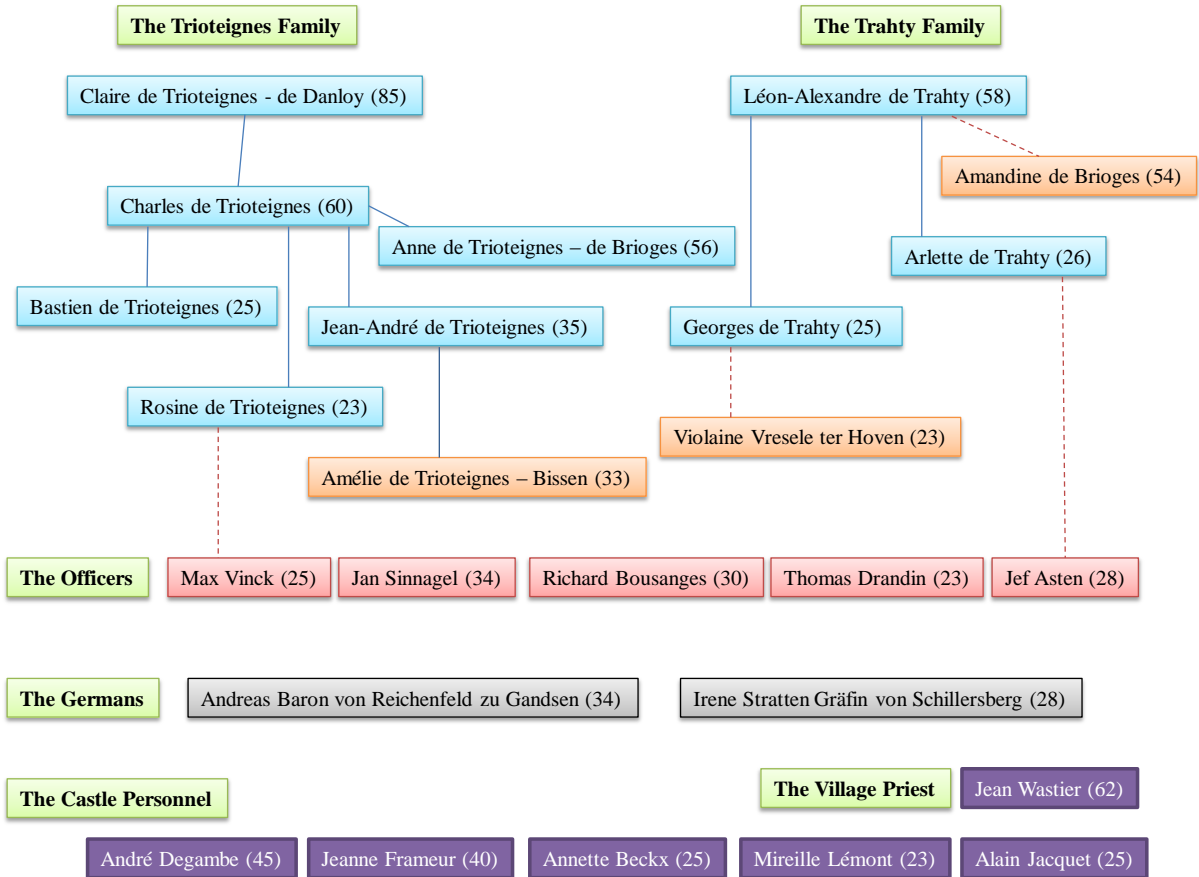 The Trioteignes Family
The Trahty Family
Claire de Trioteignes - de Danloy (85)
Léon-Alexandre de Trahty (58)
Amandine de Brioges (54)
Charles de Trioteignes (60)
Anne de Trioteignes – de Brioges (56)
Arlette de Trahty (26)
Bastien de Trioteignes (25)
Jean-André de Trioteignes (35)
Georges de Trahty (25)
Rosine de Trioteignes (23)
Violaine Vresele ter Hoven (23)
Amélie de Trioteignes – Bissen (33)
The Officers
Max Vinck (25)
Jan Sinnagel (34)
Richard Bousanges (30)
Thomas Drandin (23)
Jef Asten (28)
The Germans
Andreas Baron von Reichenfeld zu Gandsen (34)
Irene Stratten Gräfin von Schillersberg (28)
The Castle Personnel
The Village Priest
Jean Wastier (62)
André Degambe (45)
Jeanne Frameur (40)
Annette Beckx (25)
Mireille Lémont (23)
Alain Jacquet (25)